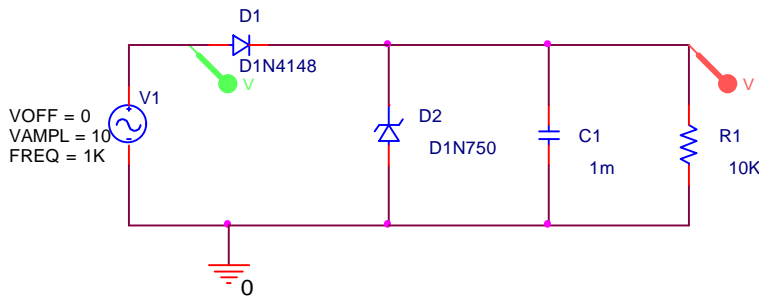 D1
D1N4148
V
V
V1
+
-
VOFF = 0
VAMPL = 10
FREQ = 1K
D2
D1N750
C1
1m
R1
10K
0